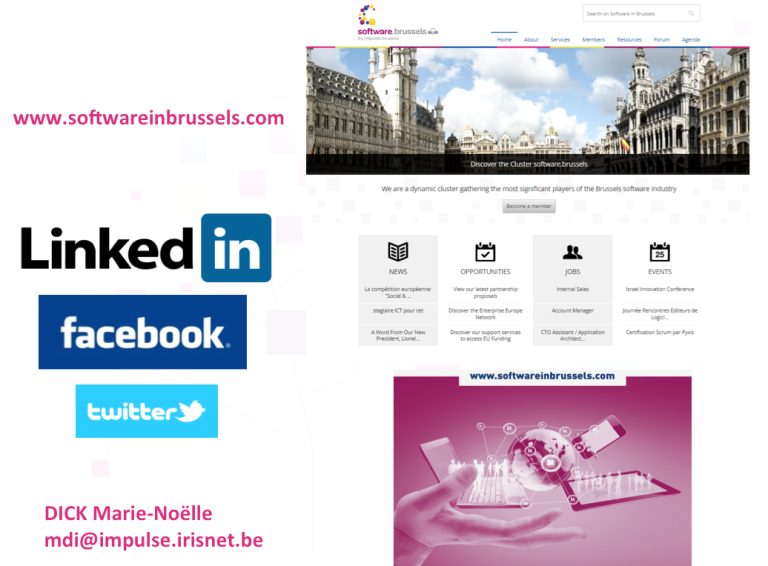 www.softwareinbrussels.com
Linked in
facebook.
twitter
DICK Marie-Noëlle
mdi@impulse.irisnet.be
software.brussels
by impulse.brussels
Search on Software in Brussels
Home About Services Members Resources Forum Agenda
Discover the Cluster software.brussels
We are a dynamic cluster gathering the most significant players of the Brussels software industry
Become a member
NEWS
La compétition européenne:
"Social & ...
stagiaire ICT pour cet
A Word From Our New
President, Lionel...
OPPORTUNITIES
View our latest partnership
proposals
Discover the Enterprise Europe
Network
Discover our support services
to access EU Funding
JOBS
Internal Sales
Account Manager
CTO Assistant / Application
Architect...
25
EVENTS
Israel Innovation Conference
Journée Rencontres Editeurs de
Logici...
Certification Scrum par Pyxis
www.softwareinbrussels.com